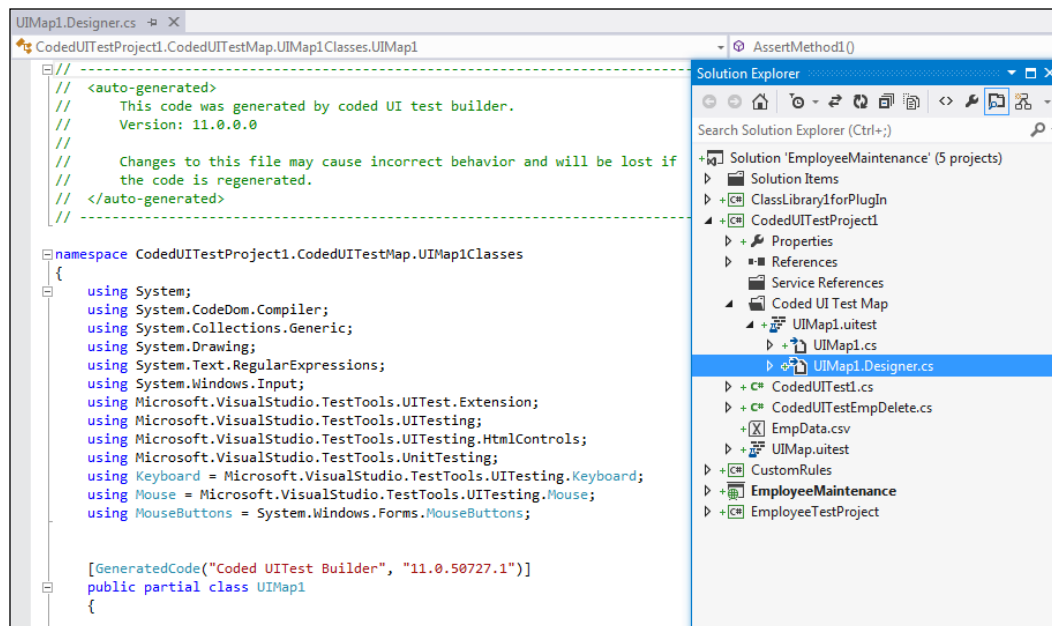 UIMap1.Designer.cs
CodedUITestProject1.CodedUITestMap.UIMap1Classes.UIMap1
AssertMethod1()
// ------------------------------------------------------------------------------
// <auto-generated>
//     This code was generated by coded UI test builder.
//     Version: 11.0.0.0
//
//     Changes to this file may cause incorrect behavior and will be lost if
//     the code is regenerated.
// </auto-generated>
// ------------------------------------------------------------------------------
namespace CodedUITestProject1.CodedUITestMap.UIMap1Classes
{
using System;
using System.CodeDom.Compiler;
using System.Collections.Generic;
using System.Drawing;
using System.Text.RegularExpressions;
using System.Windows.Input;
using Microsoft.VisualStudio.TestTools.UITest.Extension;
using Microsoft.VisualStudio.TestTools.UITesting;
using Microsoft.VisualStudio.TestTools.UITesting.HtmlControls;
using Microsoft.VisualStudio.TestTools.UnitTesting;
using Keyboard = Microsoft.VisualStudio.TestTools.UITesting.Keyboard;
using Mouse = Microsoft.VisualStudio.TestTools.UITesting.Mouse;
using MouseButtons = System.Windows.Forms.MouseButtons;
[GeneratedCode("Coded UITest Builder", "11.0.50727.1")]
public partial class UIMap1
{
Solution Explorer
Search Solution Explorer (Ctrl+;)
Solution 'EmployeeMaintenance' (5 projects)
Solution Items
ClassLibrary1forPlugIn
CodedUITestProject1
Properties
References
Service References
Coded UI Test Map
UIMap1.uitest
UIMap1.cs
UIMap1.Designer.cs
CodedUITest1.cs
CodedUITestEmpDelete.cs
EmpData.csv
UIMap.uitest
CustomRules
EmployeeMaintenance
EmployeeTestProject